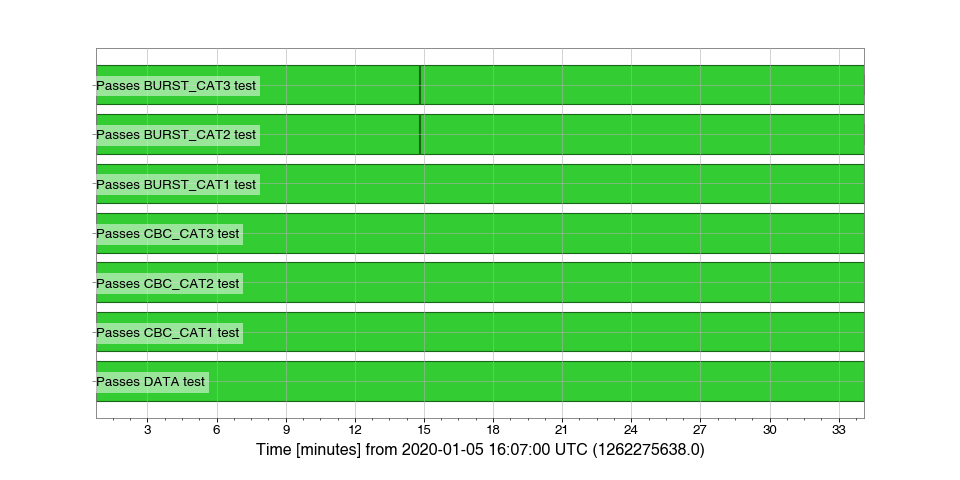 Passes BURST_CAT3 test
Passes BURST_CAT2 test
Passes BURST_CAT1 test
Passes CBC_CAT3 test
Passes CBC_CAT2 test
Passes CBC_CAT1 test
Passes DATA test
3 6 9 12 15 18 21 24 27 30 33
Time [minutes] from 2020-01-05 16:07:00 UTC (1262275638.0)